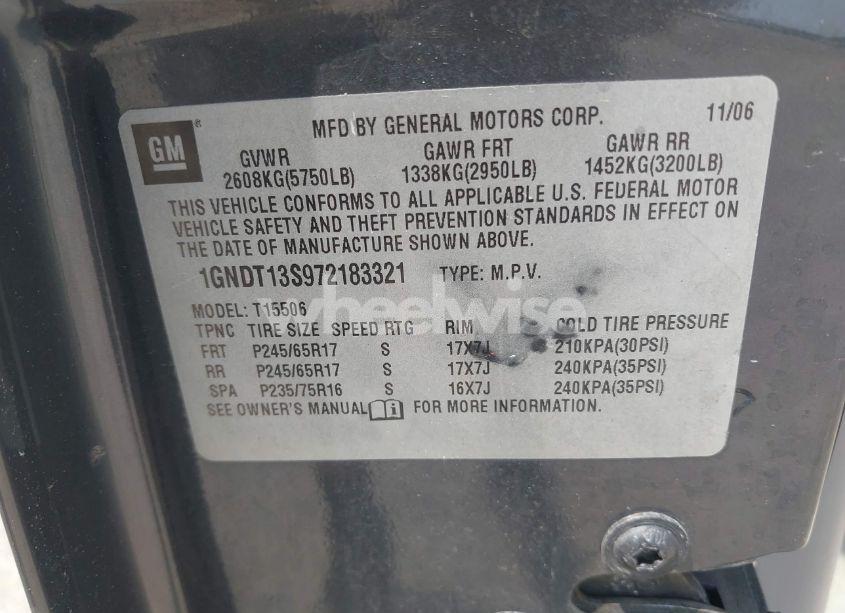 GM ® MFD BY GENERAL MOTORS CORP. 11/06
GVWR GAWR FRT GAWR RR
2608KG(5750LB) 1338KG(2950LB) 1452KG(3200LB)
THIS VEHICLE CONFORMS TO ALL APPLICABLE U.S. FEDERAL MOTOR
VEHICLE SAFETY AND THEFT PREVENTION STANDARDS IN EFFECT ON
THE DATE OF MANUFACTURE SHOWN ABOVE.
1GNDT13S972183321 TYPE: M.P.V.
wheelwise
MODEL: T15506
TPNC TIRE SIZE SPEED RTG RIM COLD TIRE PRESSURE
FRT P245/65R17 S 17X7J 210KPA(30PSI)
RR P245/65R17 S 17X7J 240KPA(35PSI)
SPA P235/75R16 S 16X7J 240KPA(35PSI)
SEE OWNER'S MANUAL i FOR MORE INFORMATION.